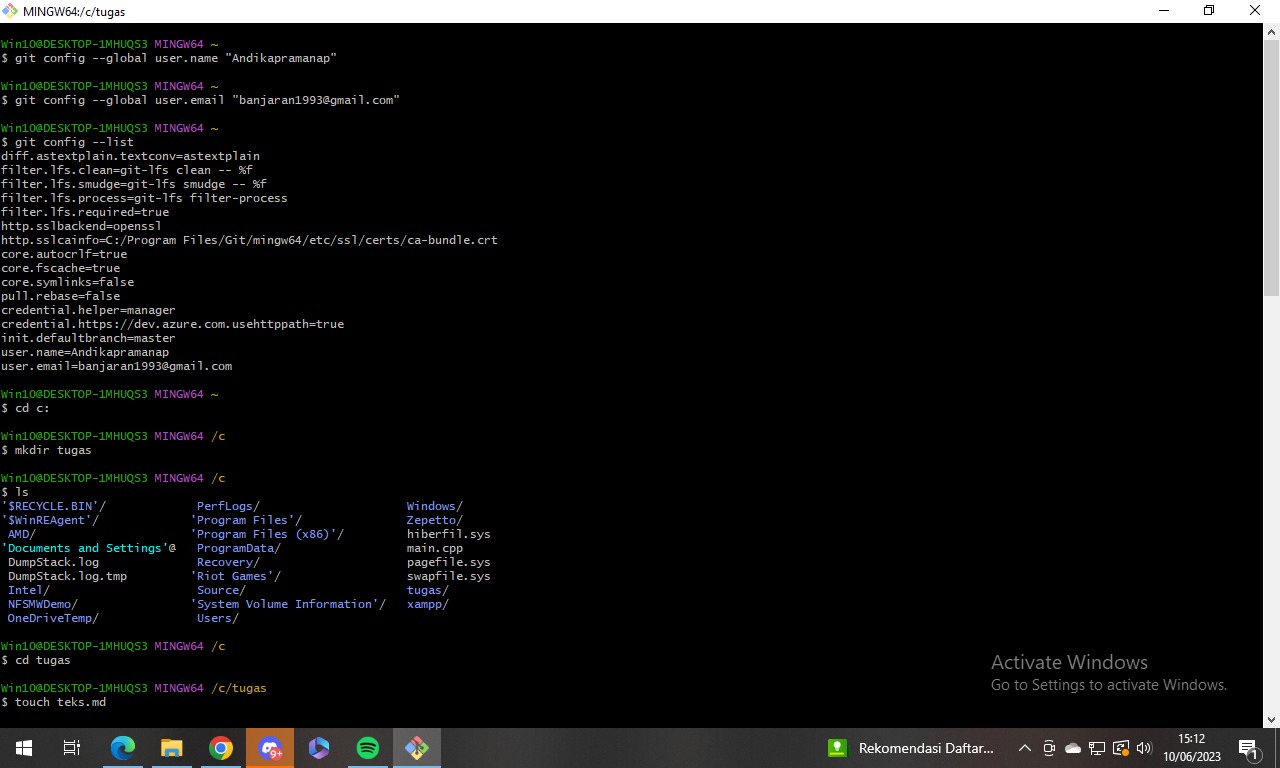 MINGW64:/c/tugas
Win10@DESKTOP-1MHUQS3 MINGW64 ~
$ git config --global user.name "Andikapramanap"
Win10@DESKTOP-1MHUQS3 MINGW64 ~
$ git config --global user.email "banjaran1993@gmail.com"
Win10@DESKTOP-1MHUQS3 MINGW64 ~
$ git config --list
diff.astextplain.textconv=astextplain
filter.lfs.clean=git-lfs clean -- %f
filter.lfs.smudge=git-lfs smudge -- %f
filter.lfs.process=git-lfs filter-process
filter.lfs.required=true
http.sslbackend=openssl
http.sslcainfo=C:/Program Files/Git/mingw64/etc/ssl/certs/ca-bundle.crt
core.autocrlf=true
core.fscache=true
core.symlinks=false
pull.rebase=false
credential.helper=manager
credential.https://dev.azure.com.usehttppath=true
init.defaultbranch=master
user.name=Andikapramanap
user.email=banjaran1993@gmail.com
Win10@DESKTOP-1MHUQS3 MINGW64 ~
$ cd c:
Win10@DESKTOP-1MHUQS3 MINGW64 /c
$ mkdir tugas
Win10@DESKTOP-1MHUQS3 MINGW64 /c
$ ls
'$RECYCLE.BIN'/ PerfLogs/ Windows/
'$WinREAgent'/ 'Program Files'/ Zepetto/
AMD/ 'Program Files (x86)'/ hiberfil.sys
'Documents and Settings'@ ProgramData/ main.cpp
DumpStack.log Recovery/ pagefile.sys
DumpStack.log.tmp 'Riot Games'/ swapfile.sys
Intel/ Source/ tugas/
NFSMWDemo/ 'System Volume Information'/ xampp/
OneDriveTemp/ Users/
Win10@DESKTOP-1MHUQS3 MINGW64 /c
$ cd tugas
Win10@DESKTOP-1MHUQS3 MINGW64 /c/tugas
$ touch teks.md
Activate Windows
Go to Settings to activate Windows.
9+
Rekomendasi Daftar...
15:12
10/06/2023
1